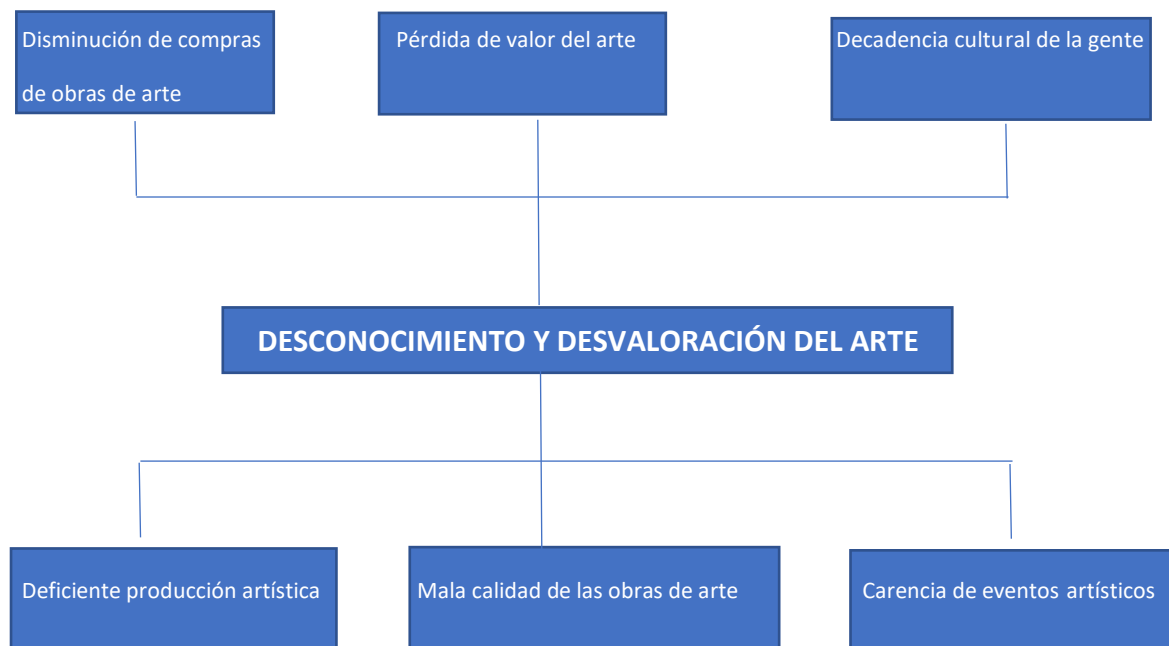 Disminución de compras
de obras de arte
Pérdida de valor del arte
Decadencia cultural de la gente
DESCONOCIMIENTO Y DESVALORACIÓN DEL ARTE
Deficiente producción artística
Mala calidad de las obras de arte
Carencia de eventos artísticos